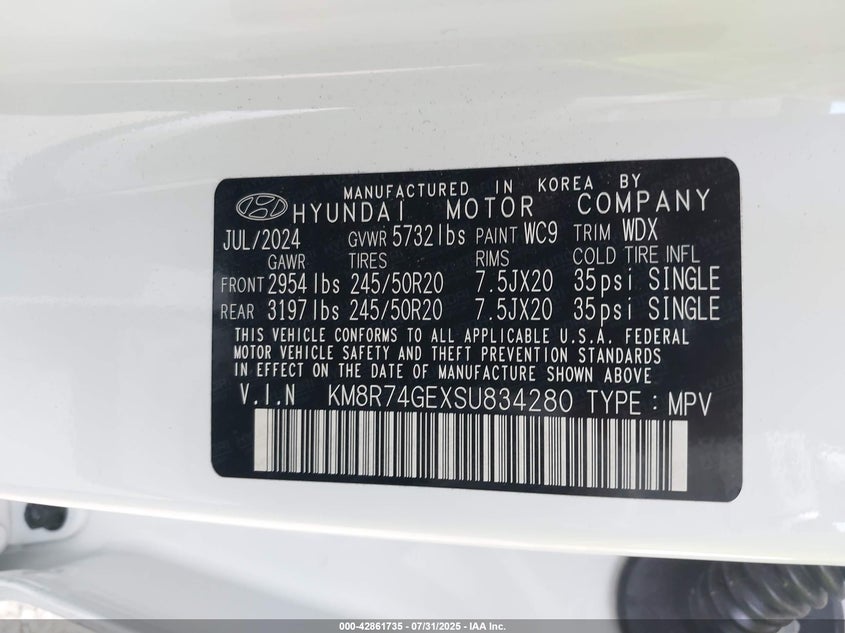 MANUFACTURED IN KOREA BY
HYUNDAI MOTOR COMPANY
JUL/2024 GVWR 5732lbs PAINT WC9 TRIM WDX
GAWR TIRES RIMS COLD TIRE INFL
FRONT 2954lbs 245/50R20 7.5JX20 35psi SINGLE
REAR 3197lbs 245/50R20 7.5JX20 35psi SINGLE
THIS VEHICLE CONFORMS TO ALL APPLICABLE U.S.A. FEDERAL
MOTOR VEHICLE SAFETY AND THEFT PREVENTION STANDARDS
IN EFFECT ON THE DATE OF MANUFACTURE SHOWN ABOVE
V.I.N KM8R74GEXSU834280 TYPE : MPV
000-42861735 - 07/31/2025 - IAA Inc.